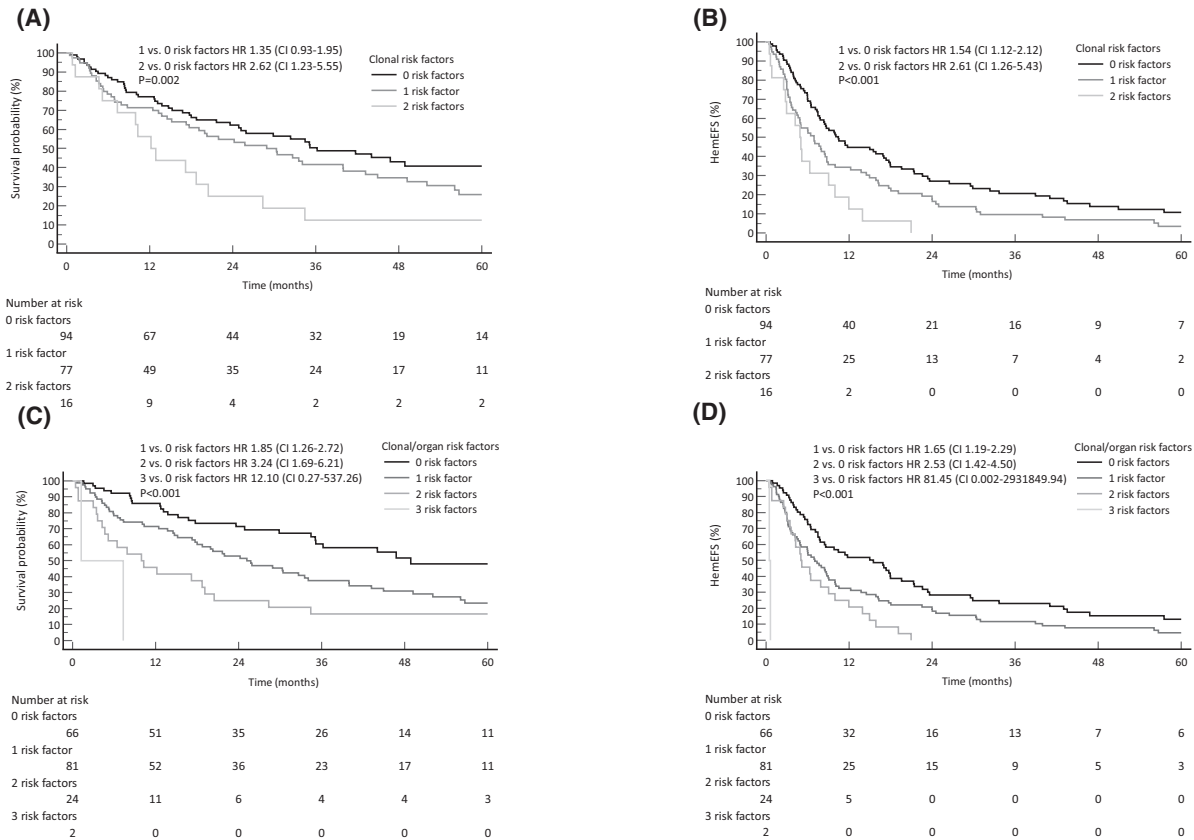 (A)
1 vs. 0 risk factors HR 1.35 (CI 0.93-1.95)
2 vs. 0 risk factors HR 2.62 (CI 1.23-5.55)
P=0.002
Clonal risk factors
0 risk factors
1 risk factor
2 risk factors
Survival probability (%)
100
90
80
70
60
50
40
30
20
10
0
0 12 24 36 48 60
Time (months)
Number at risk
0 risk factors
94 67 44 32 19 14
1 risk factor
77 49 35 24 17 11
2 risk factors
16 9 4 2 2 2
(B)
1 vs. 0 risk factors HR 1.54 (CI 1.12-2.12)
2 vs. 0 risk factors HR 2.61 (CI 1.26-5.43)
P<0.001
Clonal risk factors
0 risk factors
1 risk factor
2 risk factors
HemEFS (%)
100
90
80
70
60
50
40
30
20
10
0
0 12 24 36 48 60
Time (months)
Number at risk
0 risk factors
94 40 21 16 9 7
1 risk factor
77 25 13 7 4 2
2 risk factors
16 2 0 0 0 0
(C)
1 vs. 0 risk factors HR 1.85 (CI 1.26-2.72)
2 vs. 0 risk factors HR 3.24 (CI 1.69-6.21)
3 vs. 0 risk factors HR 12.10 (CI 0.27-537.26)
P<0.001
Clonal/organ risk factors
0 risk factors
1 risk factor
2 risk factors
3 risk factors
Survival probability (%)
100
90
80
70
60
50
40
30
20
10
0
0 12 24 36 48 60
Time (months)
Number at risk
0 risk factors
66 51 35 26 14 11
1 risk factor
81 52 36 23 17 11
2 risk factors
24 11 6 4 4 3
3 risk factors
2 0 0 0 0 0
(D)
1 vs. 0 risk factors HR 1.65 (CI 1.19-2.29)
2 vs. 0 risk factors HR 2.53 (CI 1.42-4.50)
3 vs. 0 risk factors HR 81.45 (CI 0.002-2931849.94)
P<0.001
Clonal/organ risk factors
0 risk factors
1 risk factor
2 risk factors
3 risk factors
HemEFS (%)
100
90
80
70
60
50
40
30
20
10
0
0 12 24 36 48 60
Time (months)
Number at risk
0 risk factors
66 32 16 13 7 6
1 risk factor
81 25 15 9 5 3
2 risk factors
24 5 0 0 0 0
3 risk factors
2 0 0 0 0 0